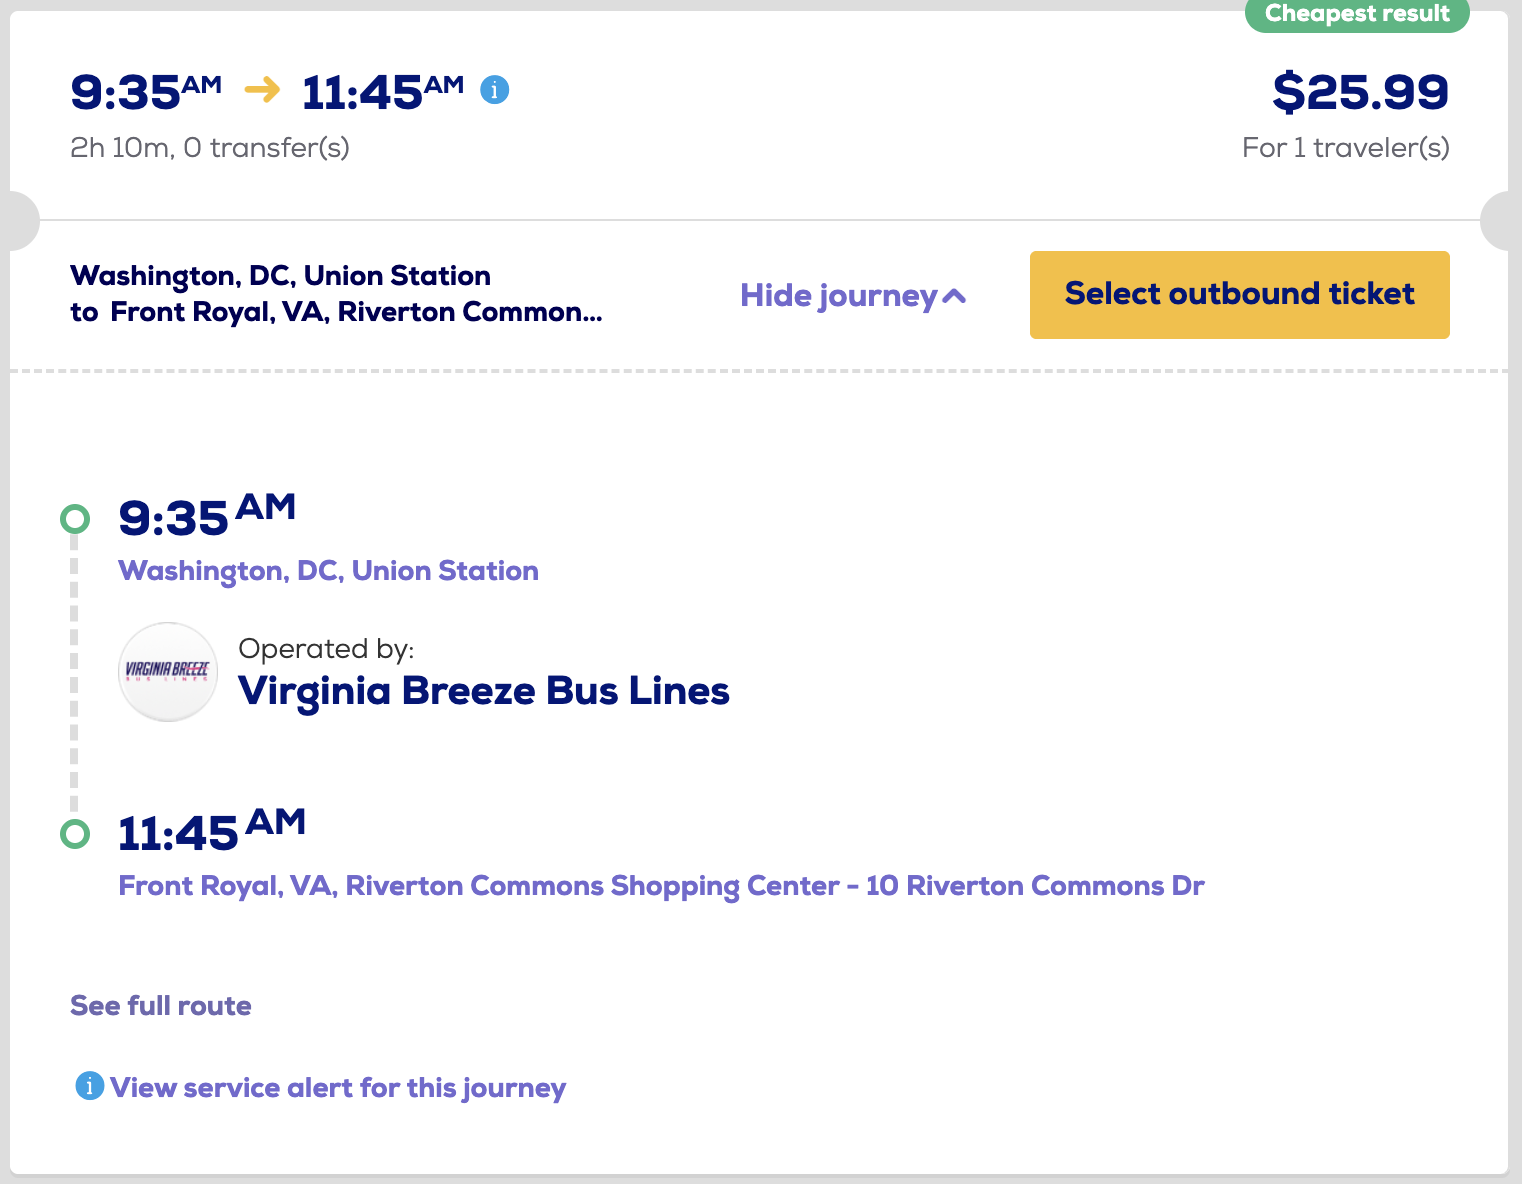 Cheapest result
9:35AM → 11:45AM i
$25.99
2h 10m, 0 transfer(s)
For 1 traveler(s)
Washington, DC, Union Station
to Front Royal, VA, Riverton Common...
Hide journey
Select outbound ticket
9:35 AM
Washington, DC, Union Station
VIRGINIA BREEZE
BUS LINES
Operated by:
Virginia Breeze Bus Lines
11:45 AM
Front Royal, VA, Riverton Commons Shopping Center - 10 Riverton Commons Dr
See full route
i View service alert for this journey